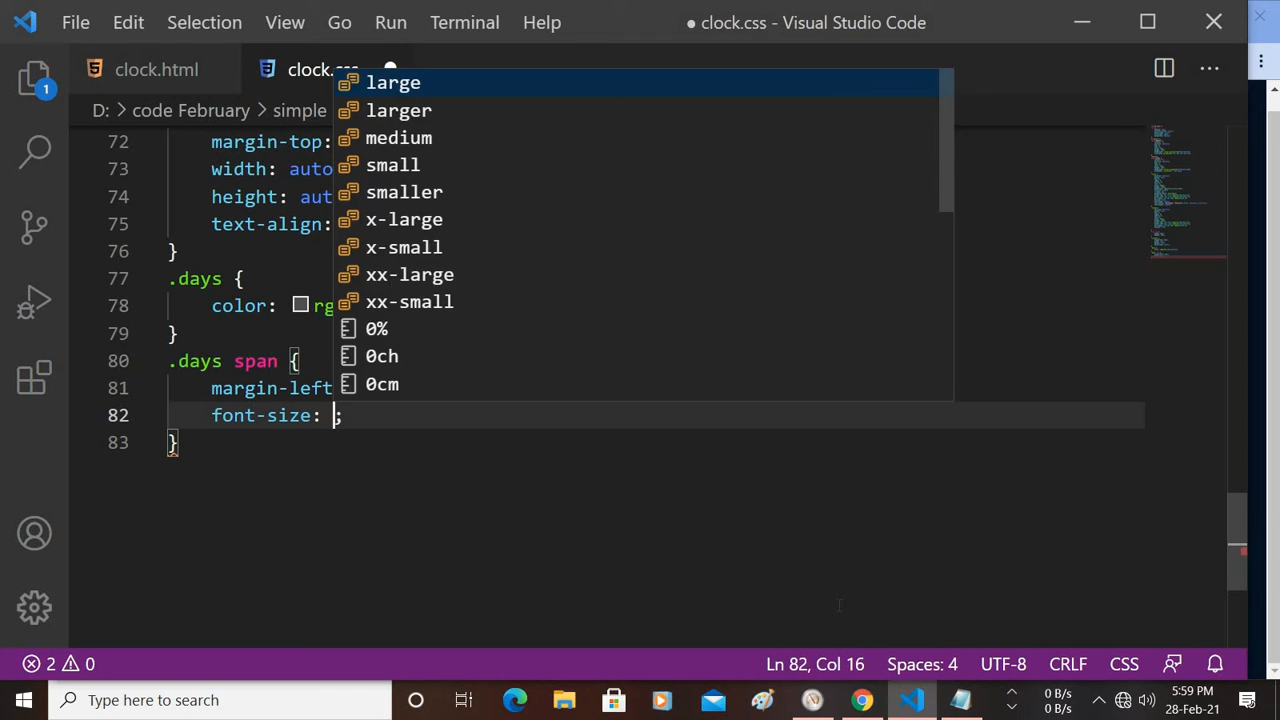 File Edit Selection View Go Run Terminal Help
● clock.css - Visual Studio Code
clock.html clock.css
D: > code February > simple
72 margin-top:
73 width: auto
74 height: aut
75 text-align:
76 }
77 .days {
78 color: rg
79 }
80 .days span {
81 margin-left
82 font-size: ;
83 }
large
larger
medium
small
smaller
x-large
x-small
xx-large
xx-small
0%
0ch
0cm
1
2 0 Ln 82, Col 16 Spaces: 4 UTF-8 CRLF CSS
Type here to search
0 B/s
0 B/s
5:59 PM
28-Feb-21